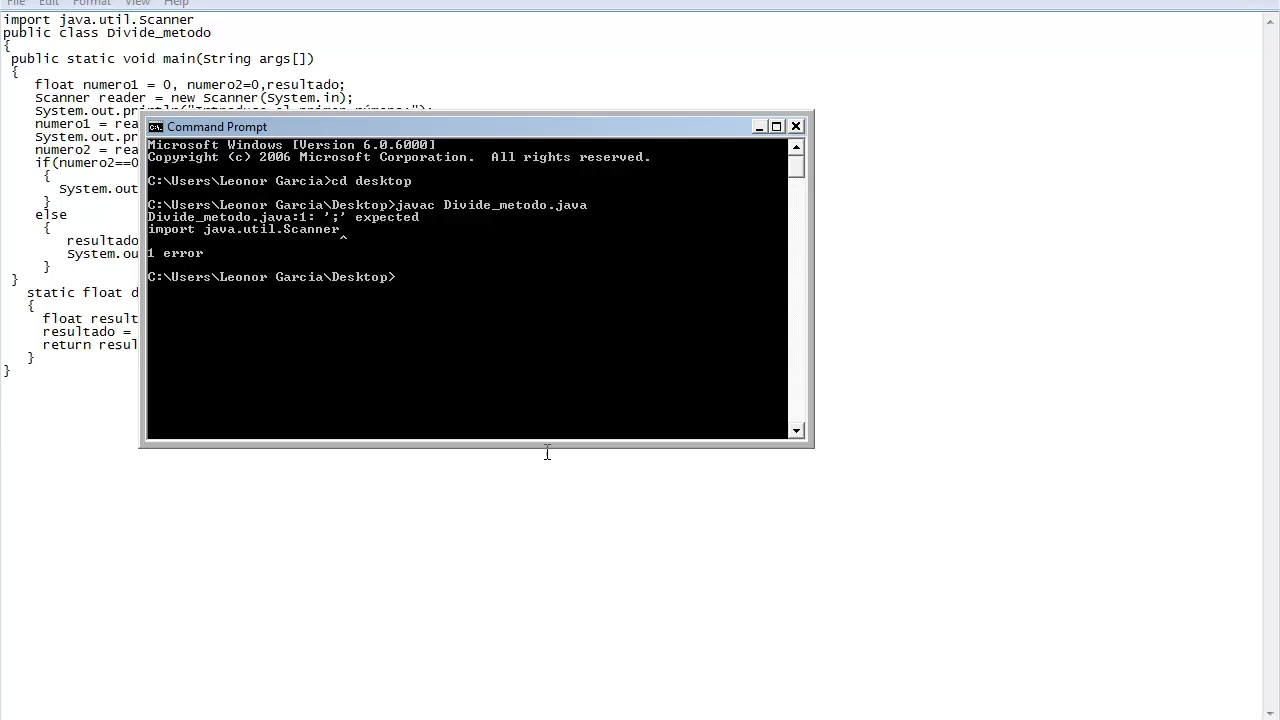 File Edit Format View Help
import java.util.Scanner
public class Divide_metodo
{
public static void main(String args[])
{
float numero1 = 0, numero2=0,resultado;
Scanner reader = new Scanner(System.in);
System.out.println("Introduce el primer número:");
numero1 = rea
System.out.pr
numero2 = rea
if(numero2==0
{
System.out
}
else
{
resultado
System.ou
}
}
static float d
{
float result
resultado =
return resul
}
}
Command Prompt
Microsoft Windows [Version 6.0.6000]
Copyright (c) 2006 Microsoft Corporation. All rights reserved.
C:\Users\Leonor Garcia>cd desktop
C:\Users\Leonor Garcia\Desktop>javac Divide_metodo.java
Divide_metodo.java:1: ';' expected
import java.util.Scanner
^
1 error
C:\Users\Leonor Garcia\Desktop>